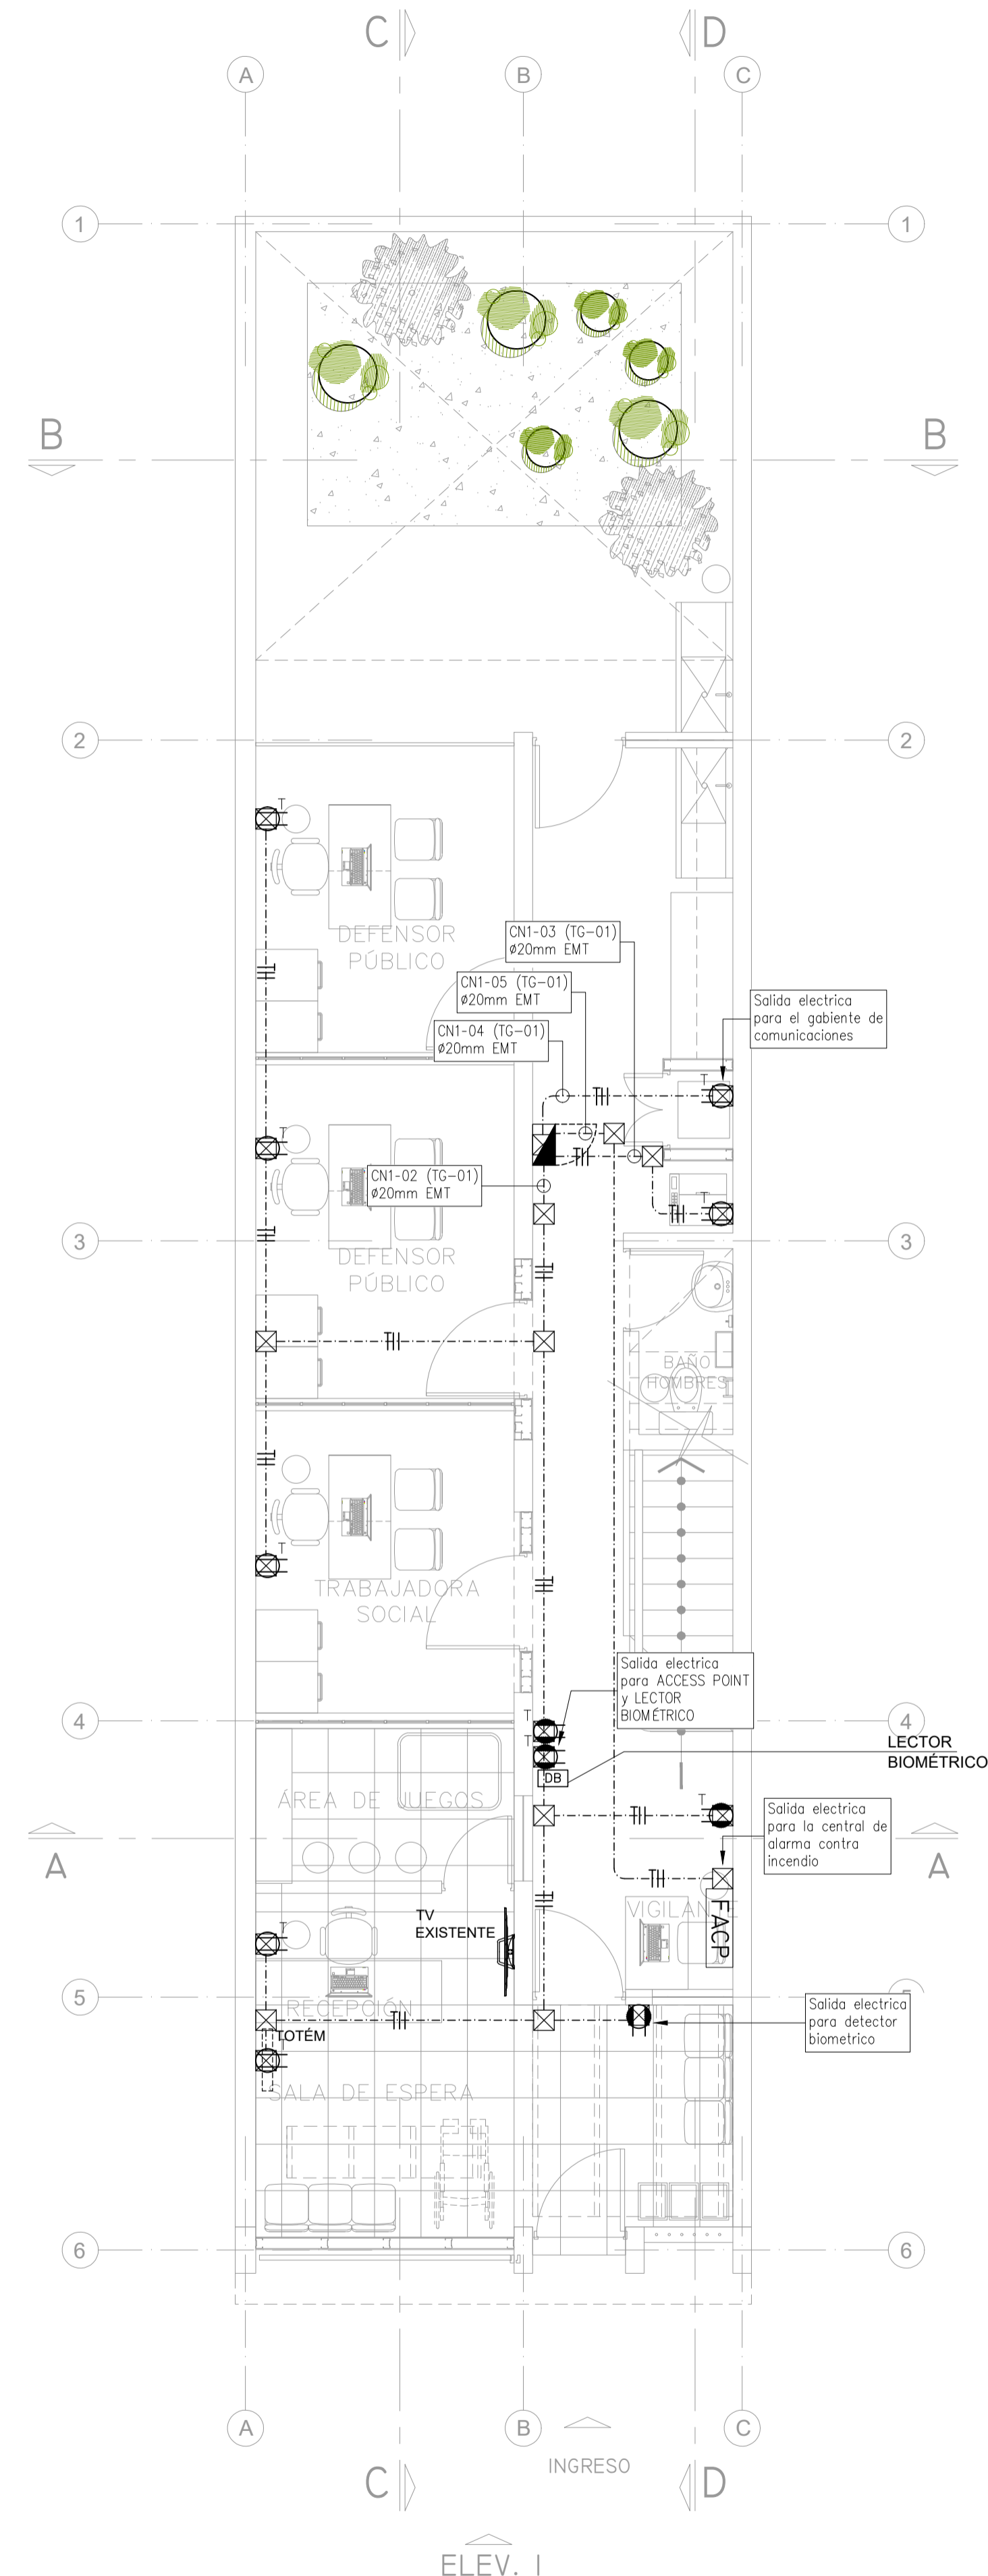 C
D
A
B
C
1
1
B
B
2
2
T
DEFENSOR
PÚBLICO
CN1-03 (TG-01)
ø20mm EMT
CN1-05 (TG-01)
ø20mm EMT
CN1-04 (TG-01)
ø20mm EMT
Salida electrica
para el gabiente de
comunicaciones
T
T
CN1-02 (TG-01)
ø20mm EMT
T
3
3
DEFENSOR
PÚBLICO
BAÑO
HOMBRES
T
TRABAJADORA
SOCIAL
Salida electrica
para ACCESS POINT
y LECTOR
BIOMÉTRICO
4
T
T
4
LECTOR
BIOMÉTRICO
DB
ÁREA DE JUEGOS
T
Salida electrica
para la central de
alarma contra
incendio
A
A
TV
EXISTENTE
VIGILANTE
FACP
T
5
RECEPCIÓN
Salida electrica
para detector
biometrico
TOTÉM
SALA DE ESPERA
6
6
A
B
C
INGRESO
C
D
ELEV. 1